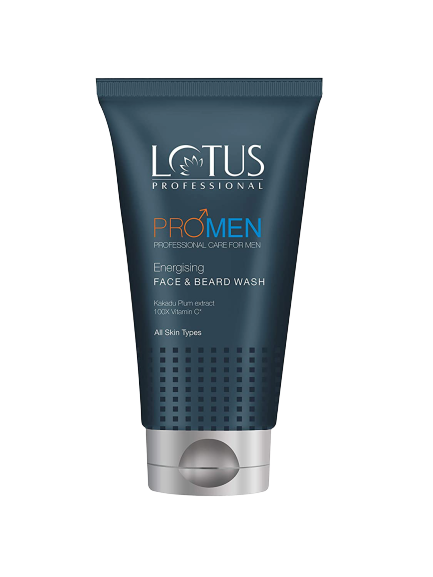 LOTUS
PROFESSIONAL
PROMEN
PROFESSIONAL CARE FOR MEN
Energising
FACE & BEARD WASH
Kakadu Plum extract
100X Vitamin C*
All Skin Types